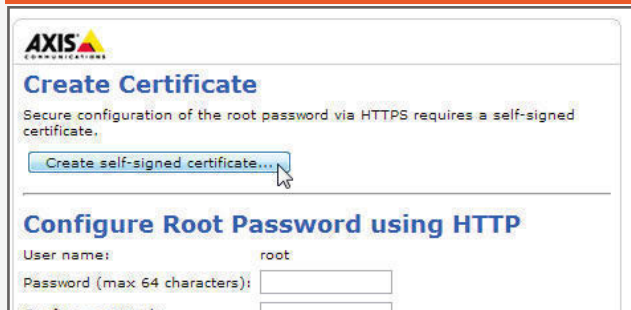 AXIS
COMMUNICATIONS
Create Certificate
Secure configuration of the root password via HTTPS requires a self-signed
certificate.
Create self-signed certificate...
Configure Root Password using HTTP
User name: root
Password (max 64 characters):